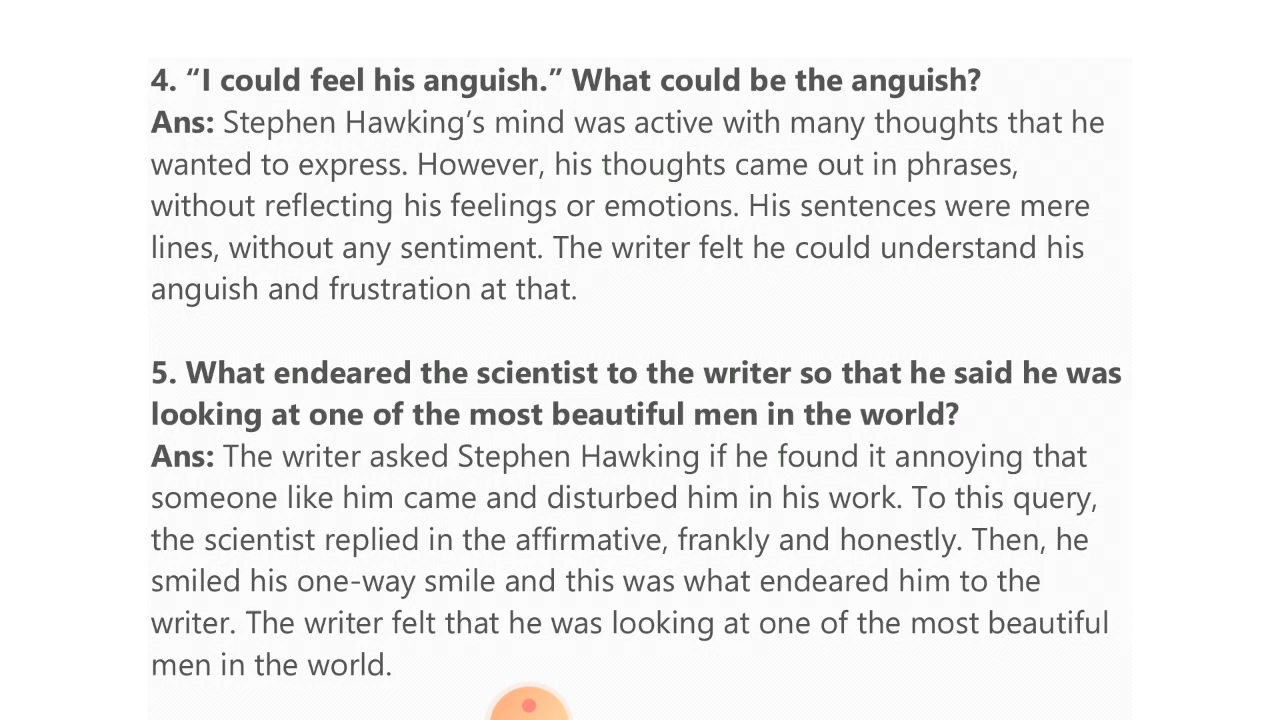 4. “I could feel his anguish.” What could be the anguish?
Ans: Stephen Hawking’s mind was active with many thoughts that he
wanted to express. However, his thoughts came out in phrases,
without reflecting his feelings or emotions. His sentences were mere
lines, without any sentiment. The writer felt he could understand his
anguish and frustration at that.
5. What endeared the scientist to the writer so that he said he was
looking at one of the most beautiful men in the world?
Ans: The writer asked Stephen Hawking if he found it annoying that
someone like him came and disturbed him in his work. To this query,
the scientist replied in the affirmative, frankly and honestly. Then, he
smiled his one-way smile and this was what endeared him to the
writer. The writer felt that he was looking at one of the most beautiful
men in the world.